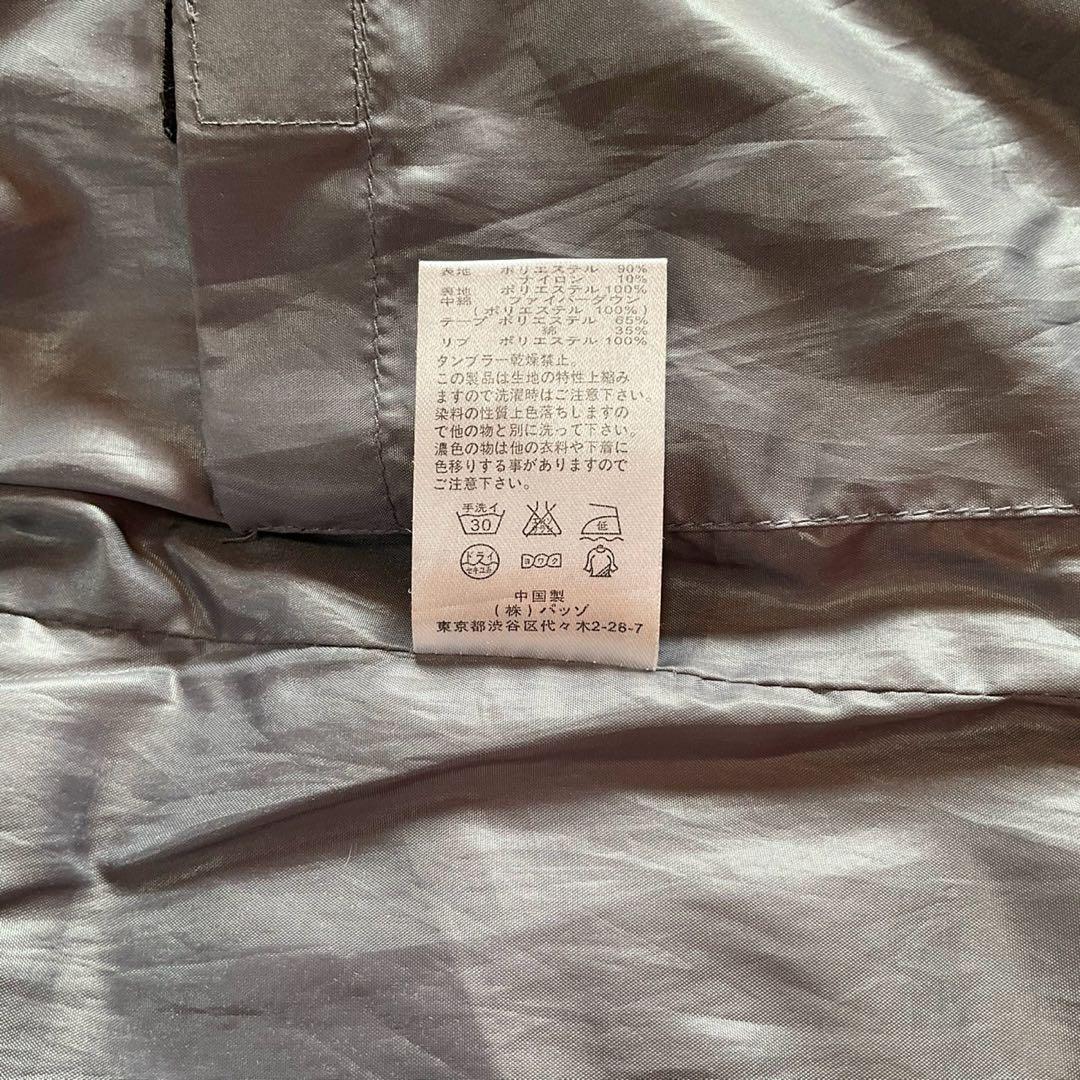 表地 ポリエステル 90%
ナイロン 10%
表地 ポリエステル 100%
中綿 ファイバーダウン
(ポリエステル 100%)
テープ ポリエステル 65%
綿 35%
リブ ポリエステル 100%
タンブラー乾燥禁止.
この製品は生地の特性上縮み
ますので洗濯時はご注意下さい。
染料の性質上色落ちしますの
で他の物と別に洗って下さい。
濃色の物は他の衣料や下着に
色移りする事がありますので
ご注意下さい。
手洗イ
30 エンソサラシ 低
ドライ
セキユ系 ヨワク
中国製
(株)バッゾ
東京都渋谷区代々木2-26-7